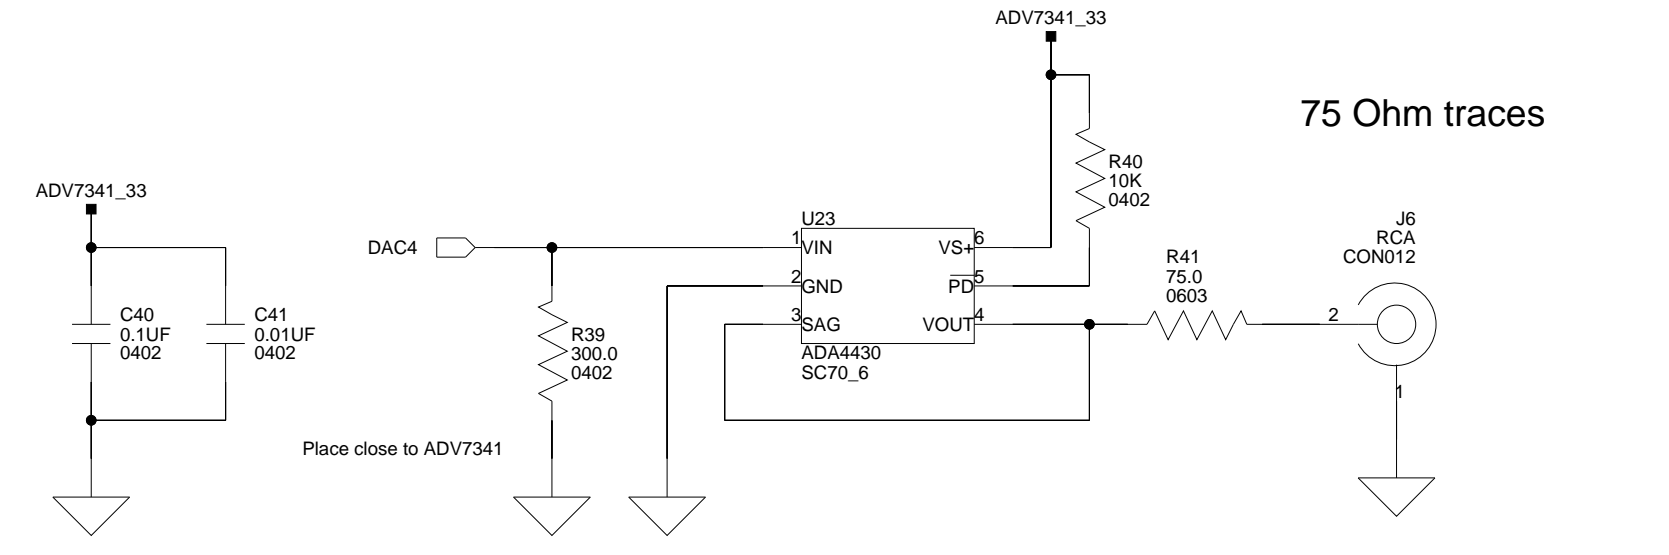 ADV7341_33
75 Ohm traces
R40
10K
0402
ADV7341_33
C40
0.1UF
0402
C41
0.01UF
0402
DAC4
R39
300.0
0402
Place close to ADV7341
U23
1
VIN
2
GND
3
SAG
VS+
6
PD
5
VOUT
4
ADA4430
SC70_6
R41
75.0
0603
J6
RCA
CON012
2
1